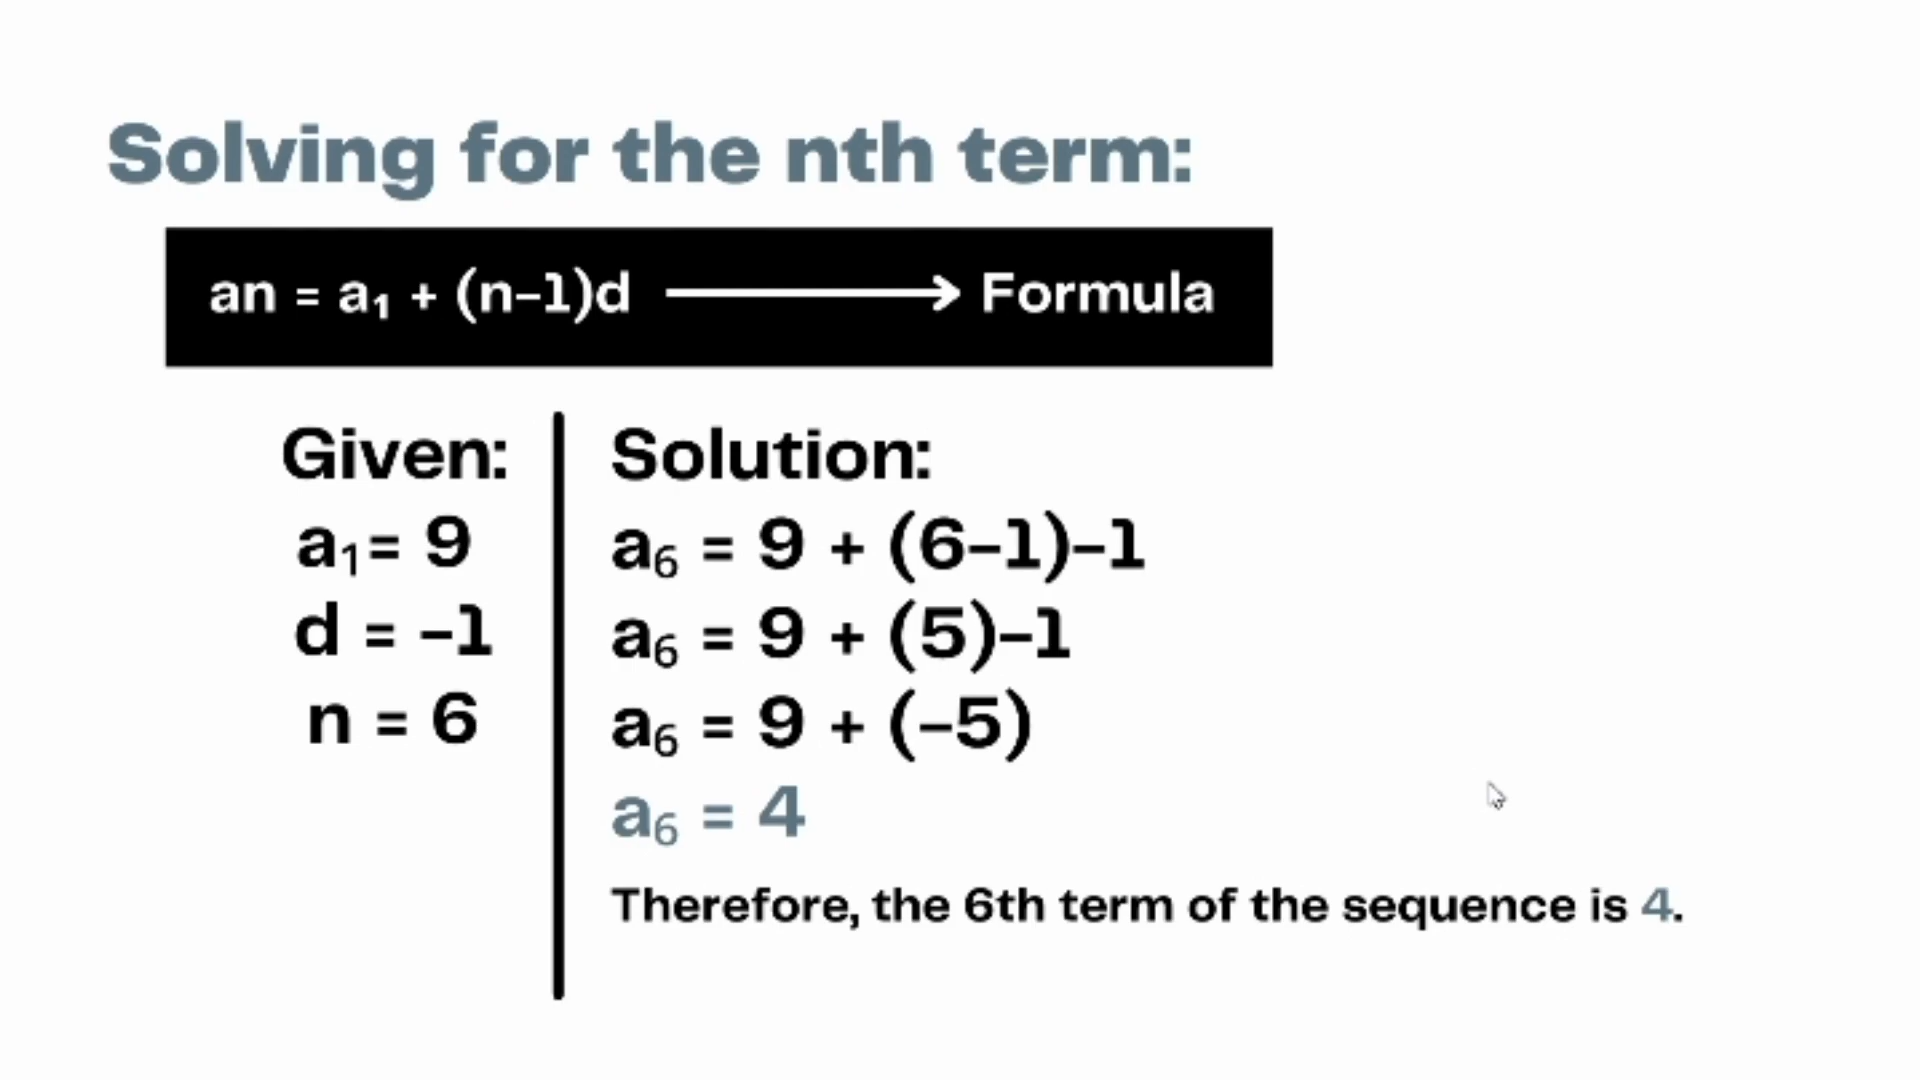 Solving for the nth term:
an = a₁ + (n-1)d → Formula
Given:
a₁= 9
d = -1
n = 6
Solution:
a₆ = 9 + (6-1)-1
a₆ = 9 + (5)-1
a₆ = 9 + (-5)
a₆ = 4
Therefore, the 6th term of the sequence is 4.